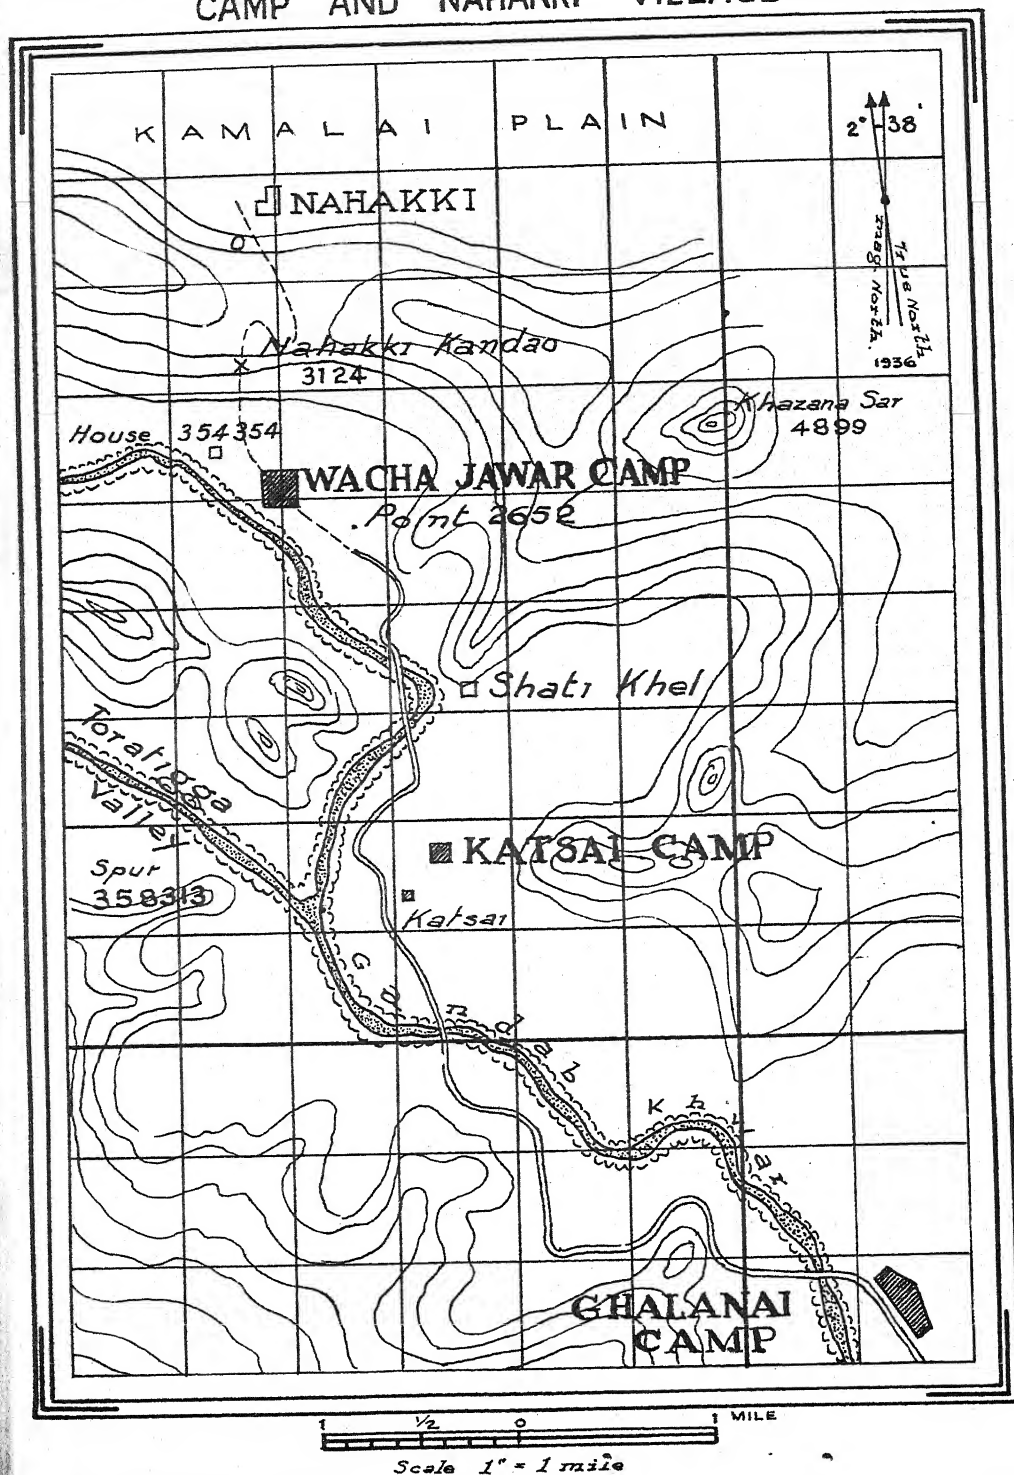 CAMP AND NAHAKKI VILLAGE
KAMALAI PLAIN
2° 38'
NAHAKKI
Mag. North.
True North
1936
Nahakki Kandao
3124
Khazana Sar
4899
House 354354
WACHA JAWAR CAMP
Point 2652
Shati Khel
Toratigga
Valley
KATSAI CAMP
Spur
358313
Katsai
Gandab
Khwar
GHALANAI
CAMP
1 ½ 0 1 MILE
Scale 1" = 1 mile